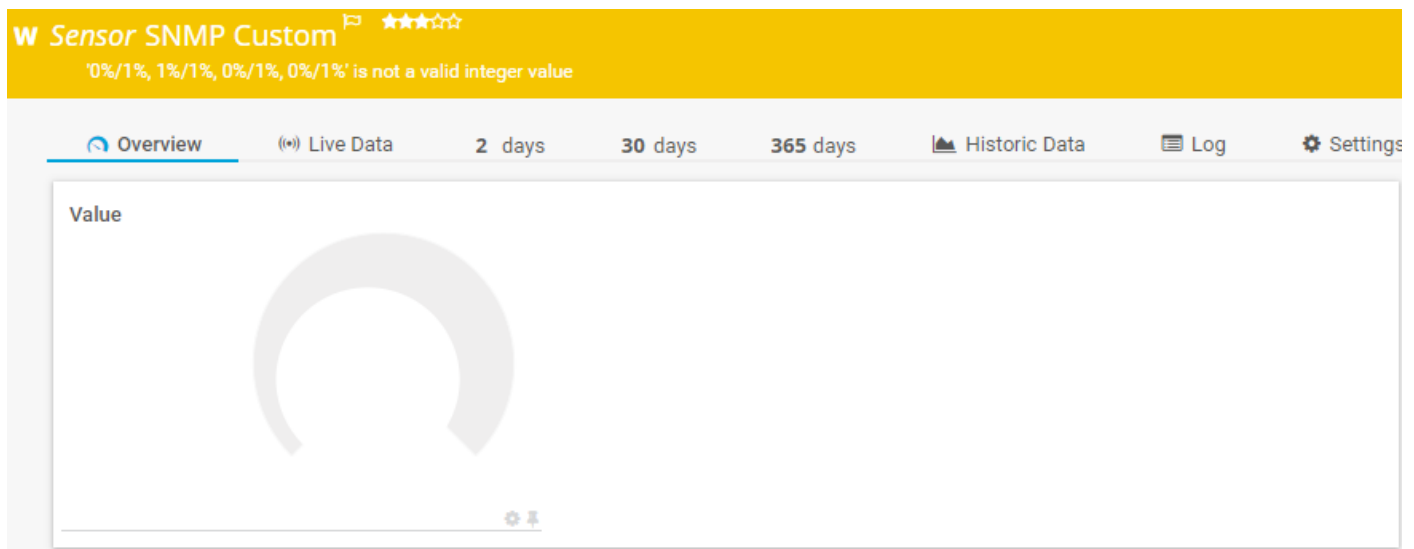 W Sensor SNMP Custom
'0%/1%, 1%/1%, 0%/1%, 0%/1%' is not a valid integer value
Overview Live Data 2 days 30 days 365 days Historic Data Log Settings
Value